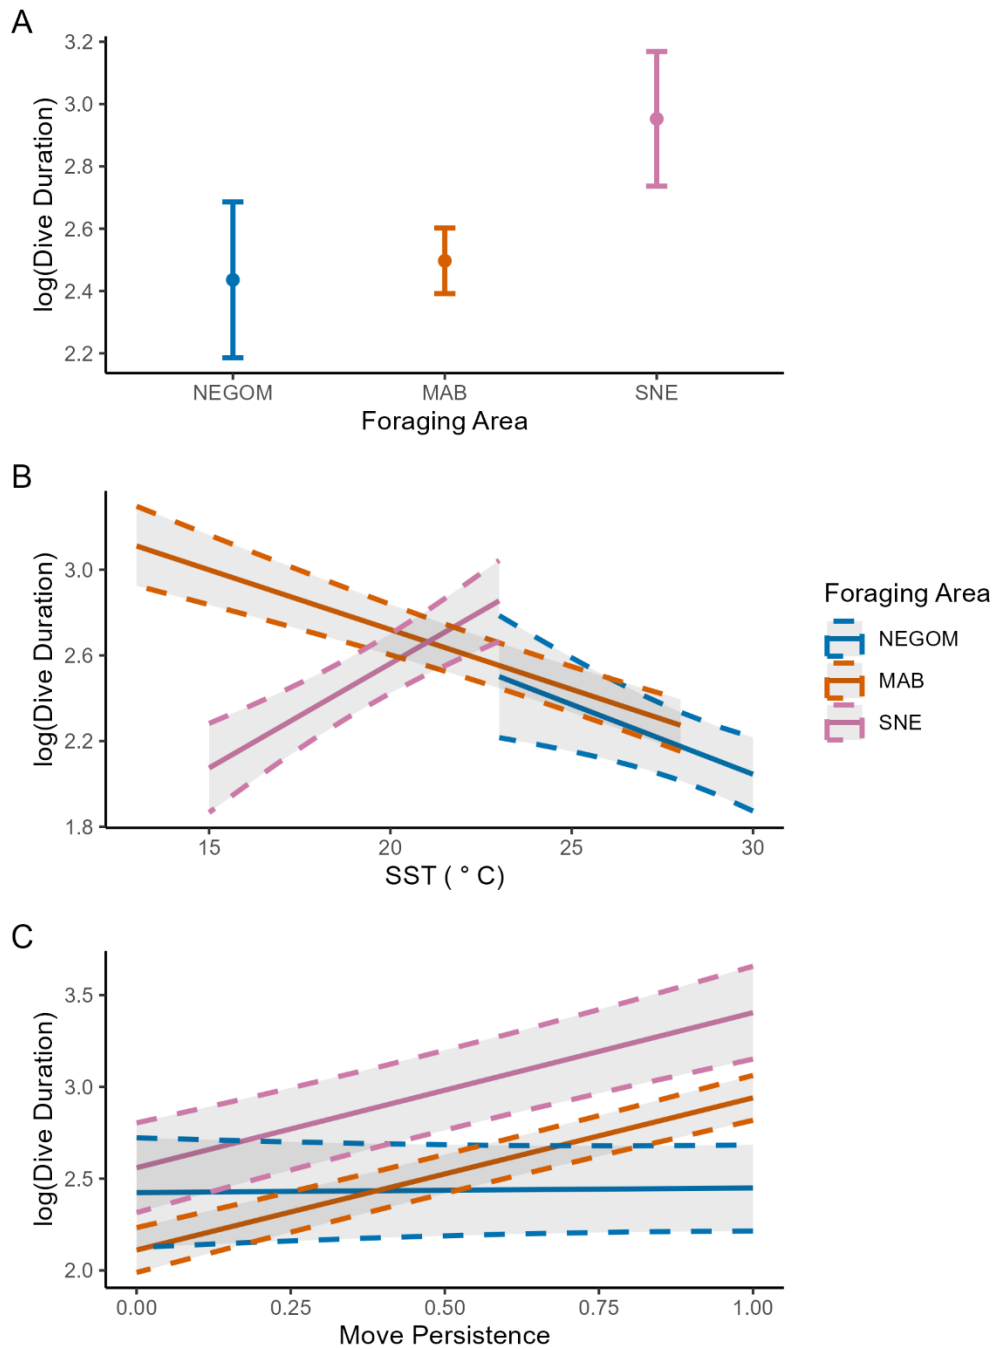 A
log(Dive Duration)
3.2
3.0
2.8
2.6
2.4
2.2
NEGOM MAB SNE
Foraging Area
B
log(Dive Duration)
3.0
2.6
2.2
1.8
15 20 25 30
SST ( ° C)
Foraging Area
NEGOM
MAB
SNE
C
log(Dive Duration)
3.5
3.0
2.5
2.0
0.00 0.25 0.50 0.75 1.00
Move Persistence